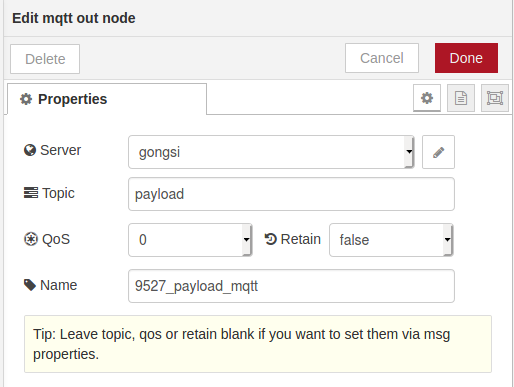 Edit mqtt out node
Delete Cancel Done
Properties
Server gongsi
Topic payload
QoS 0 Retain false
Name 9527_payload_mqtt
Tip: Leave topic, qos or retain blank if you want to set them via msg
properties.